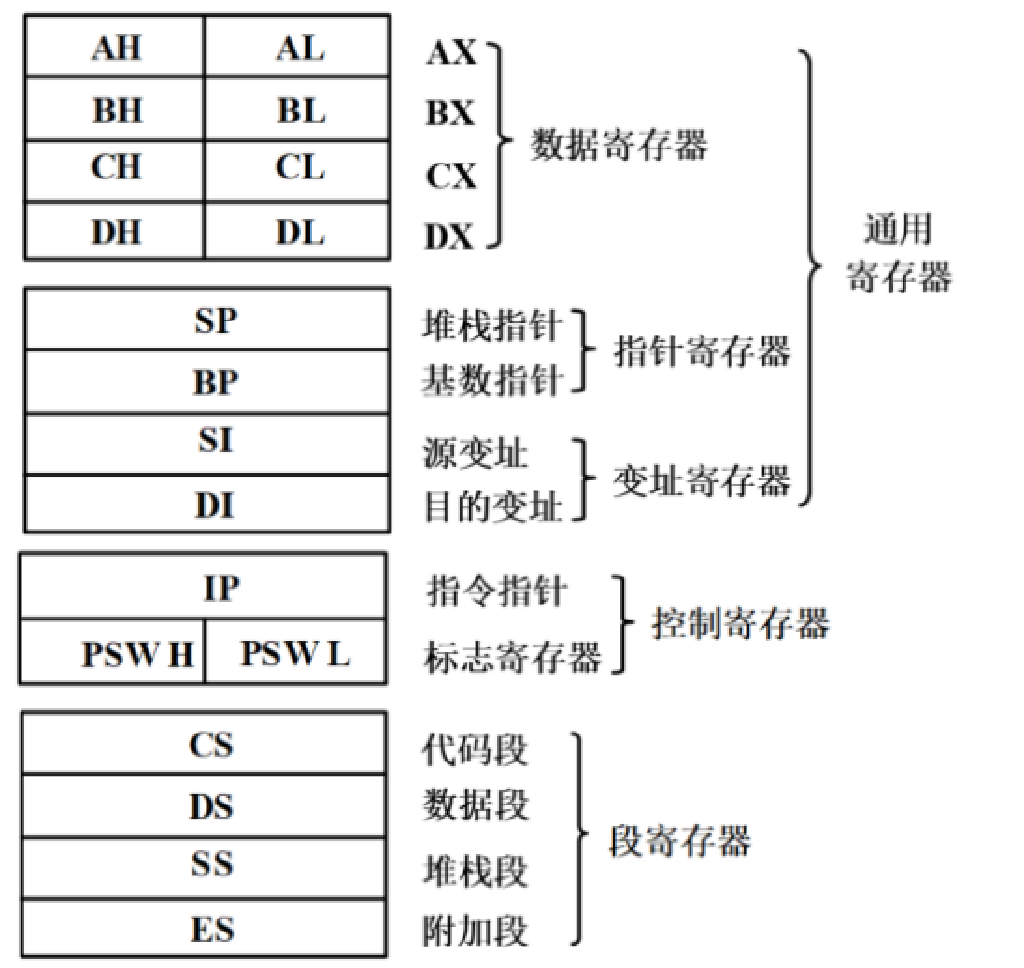 AH AL AX
BH BL BX
数据寄存器
CH CL CX
DH DL DX
通用
寄存器
SP 堆栈指针
指针寄存器
BP 基数指针
SI 源变址
变址寄存器
DI 目的变址
IP 指令指针
控制寄存器
PSW H PSW L 标志寄存器
CS 代码段
DS 数据段
段寄存器
SS 堆栈段
ES 附加段